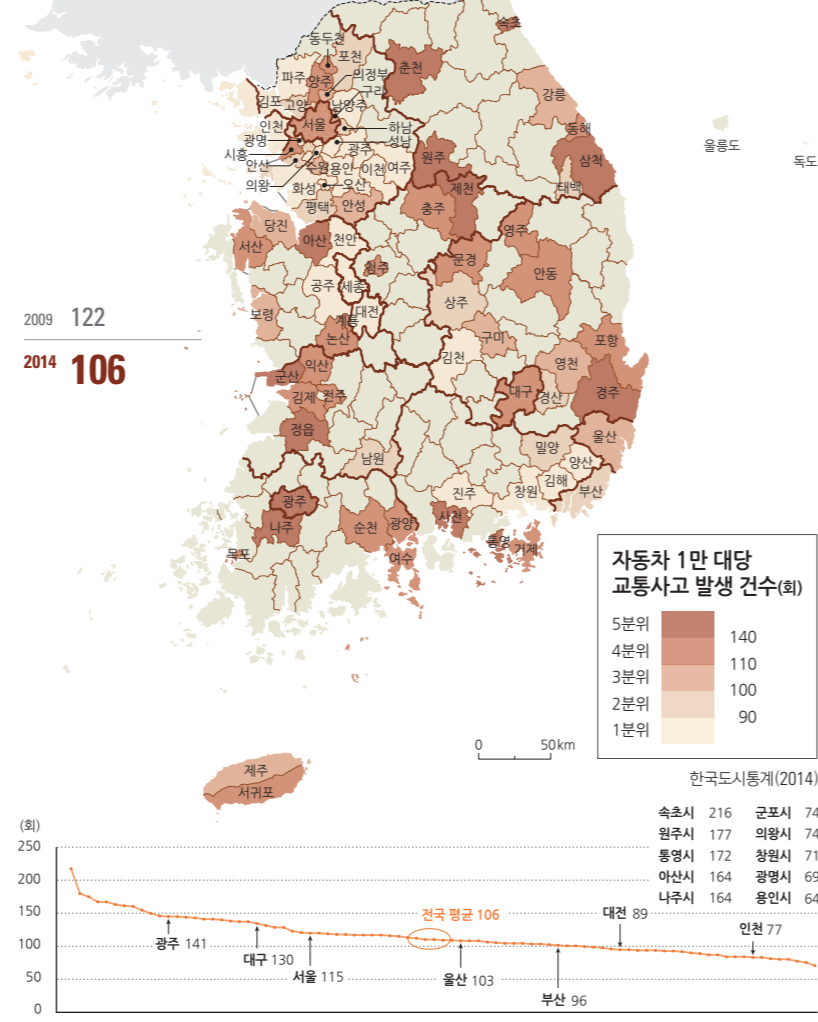 속초
동두천
포천
춘천
파주
양주
의정부
구리
강릉
김포
고양
남양주
인천
서울
하남
동해
광명
성남
울릉도
시흥
광주
원주
삼척
독도
안산
수원
용인
이천
여주
의왕
화성
오산
제천
태백
평택
안성
충주
당진
영주
서산
아산
천안
청주
문경
안동
공주
세종
상주
보령
대전
2009 122
계룡
논산
구미
포항
2014 106
익산
김천
영천
군산
김제
전주
대구
경산
경주
정읍
울산
남원
밀양
양산
진주
창원
김해
부산
광주
나주
순천
광양
사천
통영
거제
목포
여수
자동차 1만 대당
교통사고 발생 건수(회)
5분위
140
4분위
110
3분위
100
2분위
90
1분위
0 50km
제주
서귀포
한국도시통계(2014)
속초시 216 군포시 74
원주시 177 의왕시 74
통영시 172 창원시 71
아산시 164 광명시 69
나주시 164 용인시 64
(회)
250
200
150
100
50
0
전국 평균 106
광주 141
대구 130
서울 115
울산 103
부산 96
대전 89
인천 77